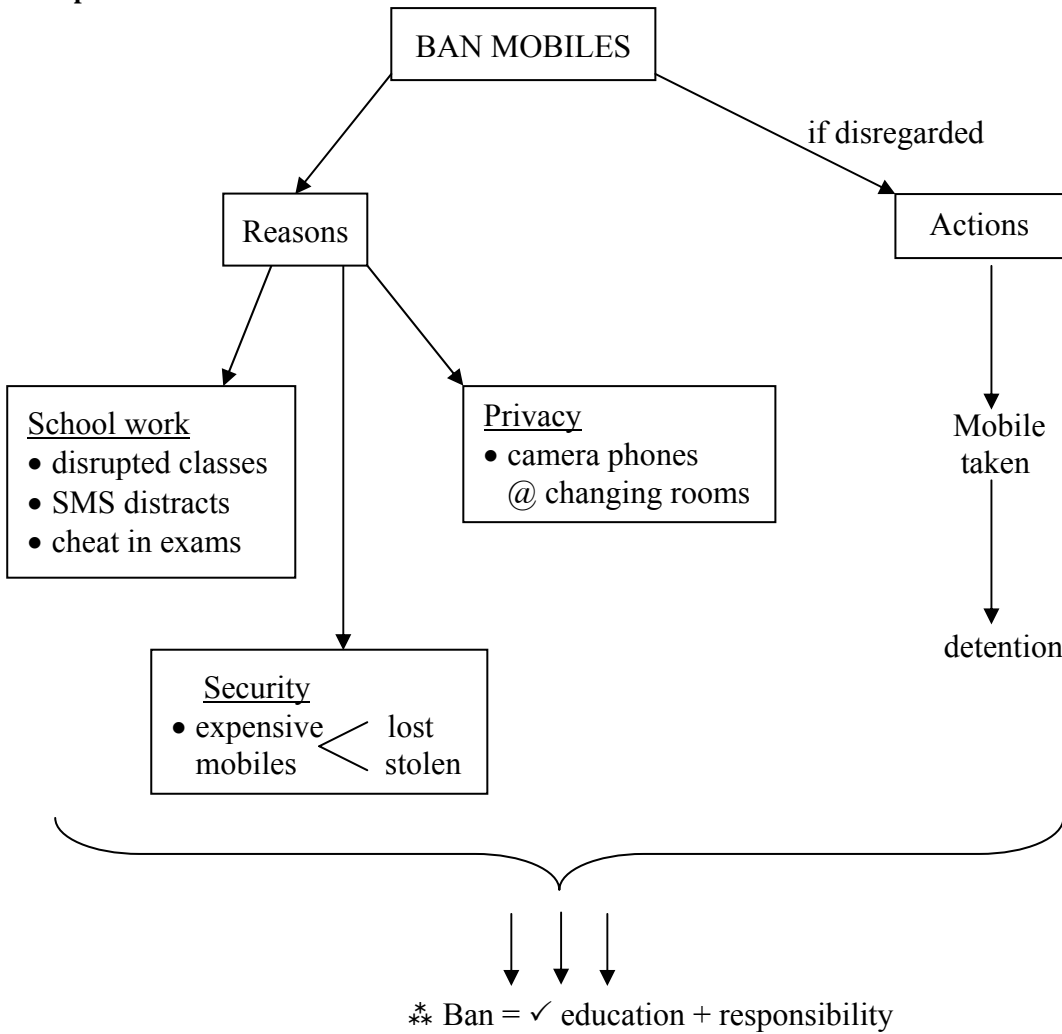 BAN MOBILES
if disregarded
Reasons
Actions
School work
• disrupted classes
• SMS distracts
• cheat in exams
Privacy
• camera phones
@ changing rooms
Mobile
taken
detention
Security
• expensive lost
mobiles stolen
⁂ Ban = ✓ education + responsibility